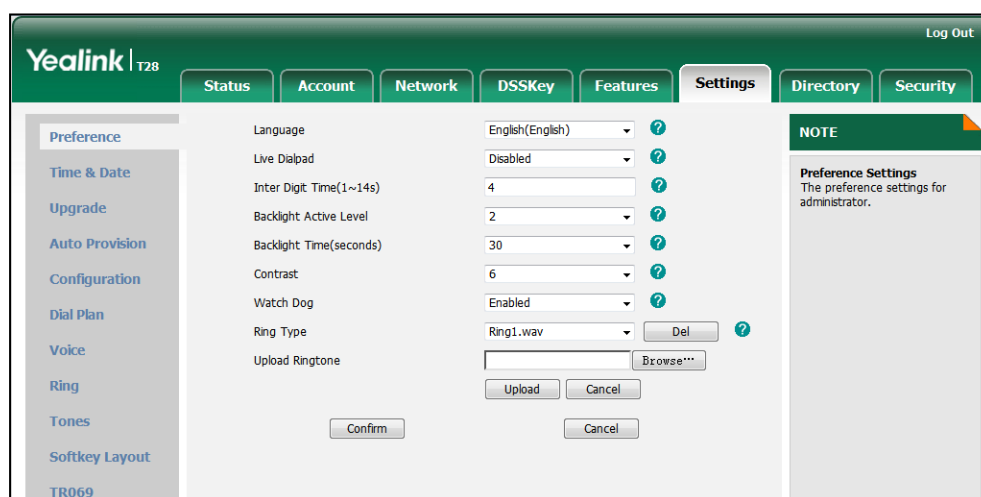 Log Out
Yealink T28
Status Account Network DSSKey Features Settings Directory Security
Preference
Time & Date
Upgrade
Auto Provision
Configuration
Dial Plan
Voice
Ring
Tones
Softkey Layout
TR069
Language English(English) ?
Live Dialpad Disabled ?
Inter Digit Time(1~14s) 4 ?
Backlight Active Level 2 ?
Backlight Time(seconds) 30 ?
Contrast 6 ?
Watch Dog Enabled ?
Ring Type Ring1.wav Del ?
Upload Ringtone Browse...
Upload Cancel
Confirm Cancel
NOTE
Preference Settings
The preference settings for
administrator.